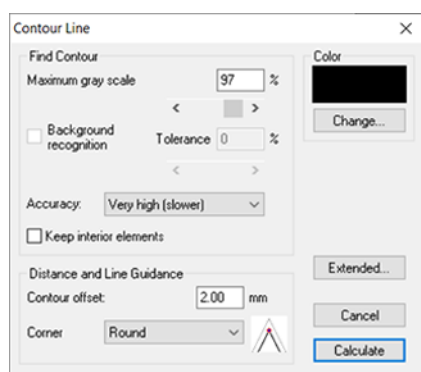 Contour Line
Find Contour
Maximum gray scale 97 %
Background recognition
Tolerance 0 %
Accuracy: Very high (slower)
Keep interior elements
Distance and Line Guidance
Contour offset: 2.00 mm
Corner Round
Color
Change...
Extended...
Cancel
Calculate